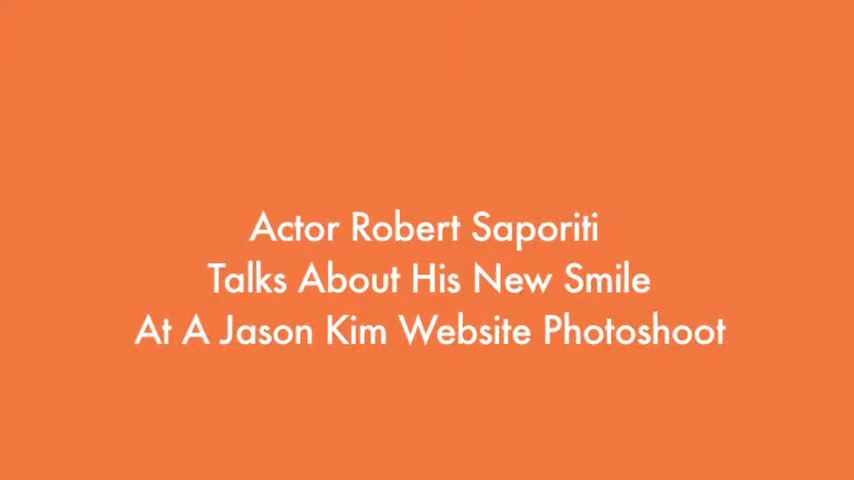 Actor Robert Saporiti
Talks About His New Smile
At A Jason Kim Website Photoshoot